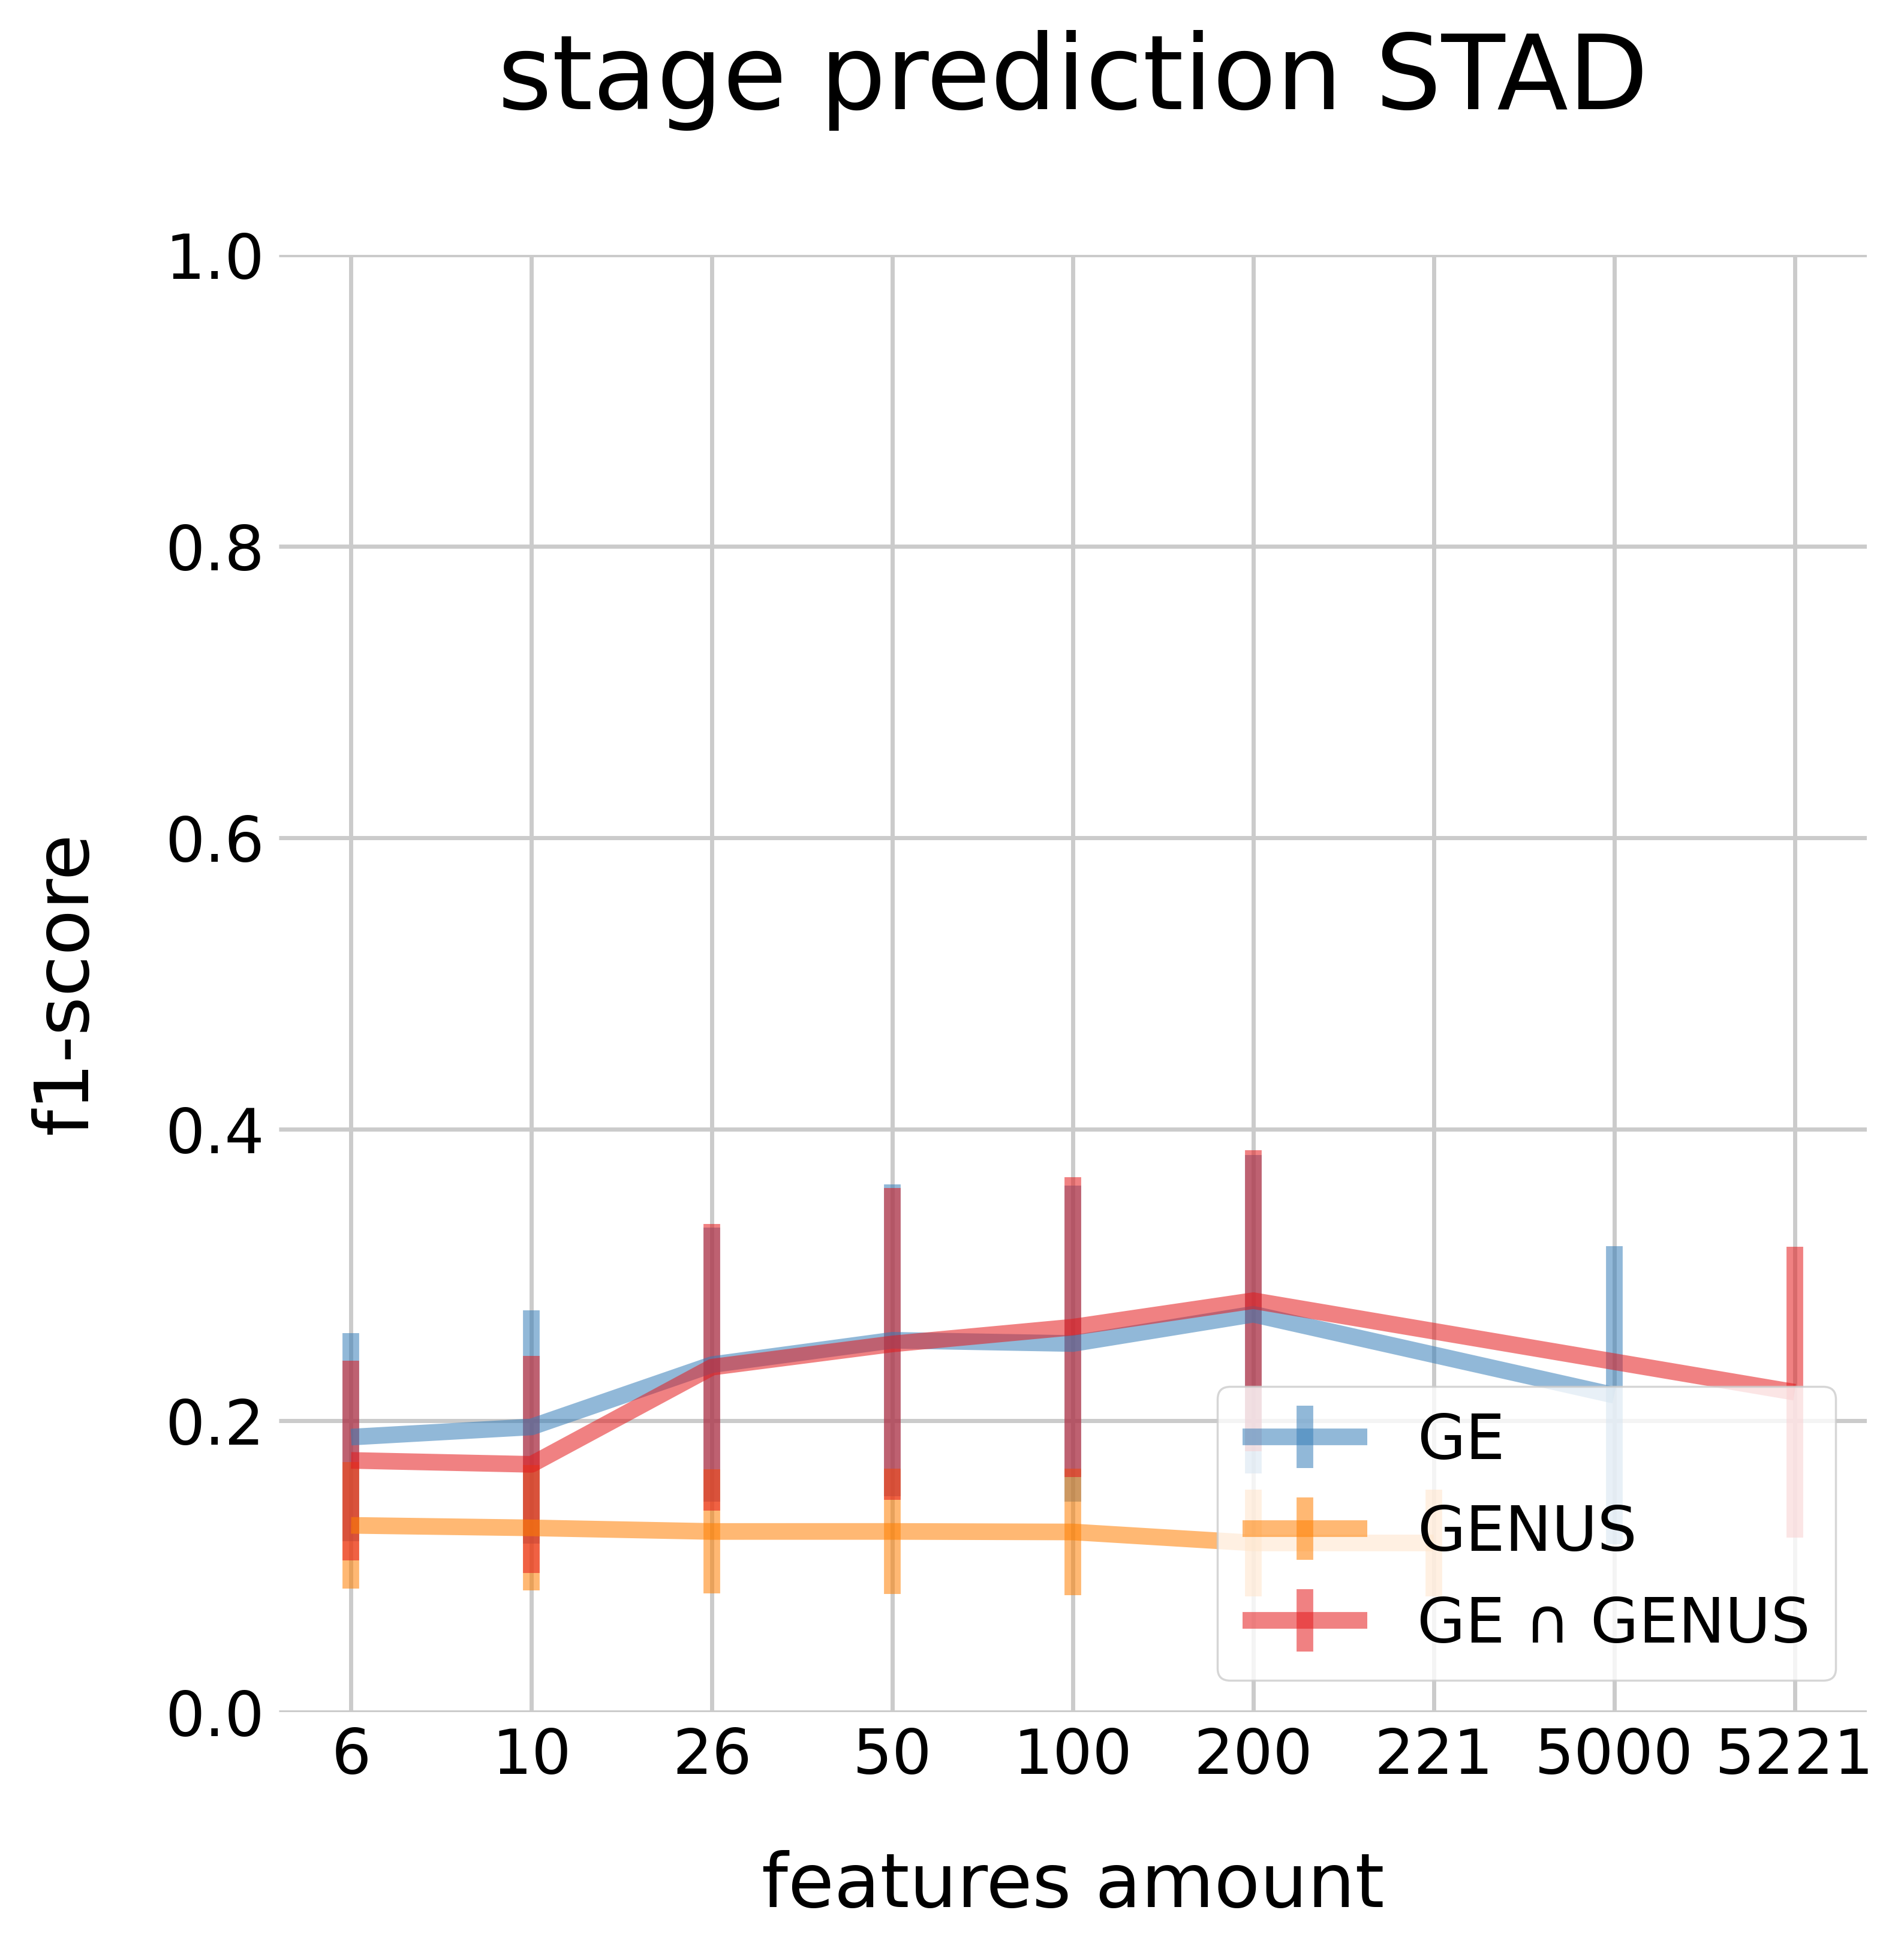 stage prediction STAD
1.0
0.8
0.6
0.4
0.2
0.0
f1-score
GE
GENUS
GE ∩ GENUS
6 10 26 50 100 200 221 5000 5221
features amount